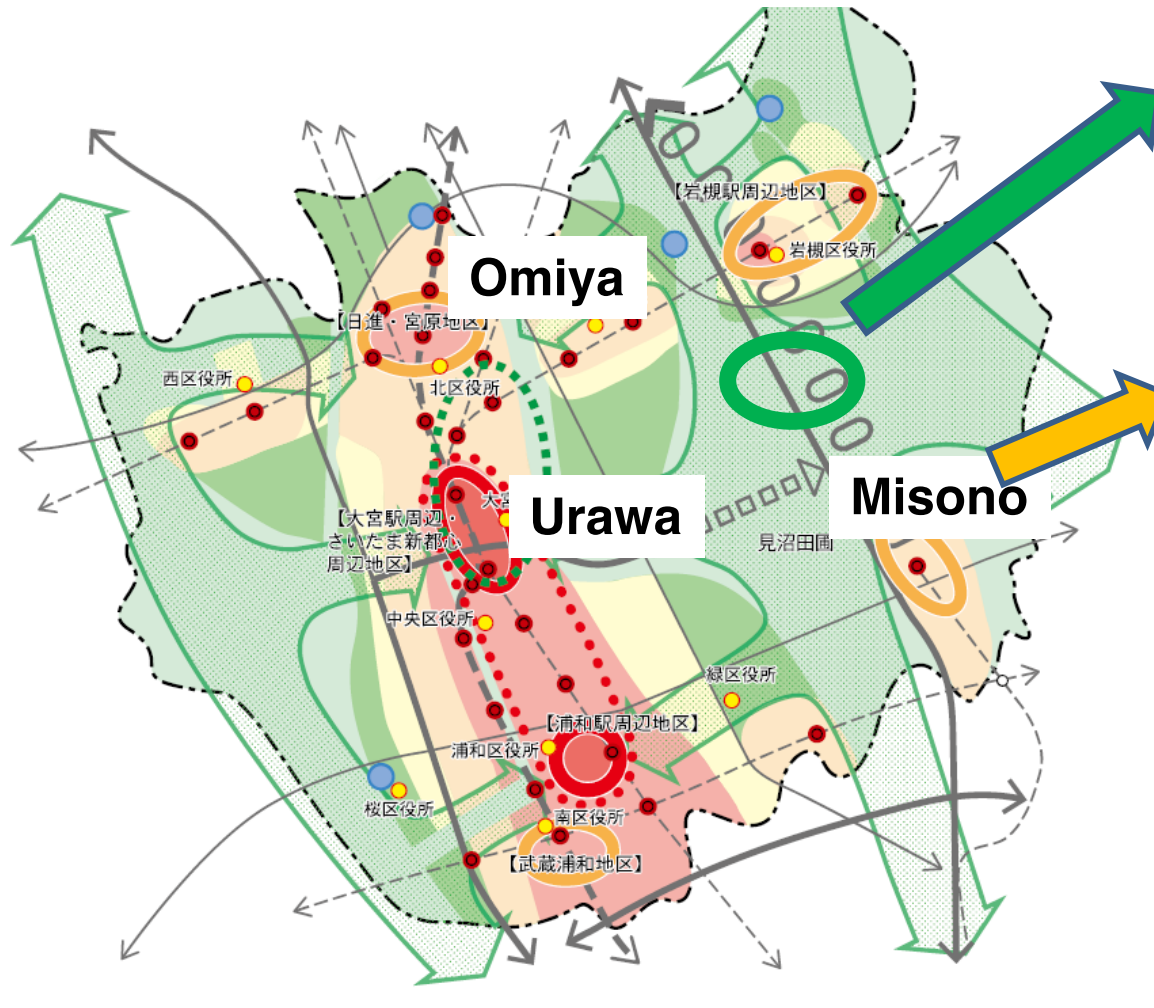 【岩槻駅周辺地区】
岩槻区役所
Omiya
【日進・宮原地区】
西区役所
北区役所
大宮
Urawa
Misono
【大宮駅周辺・
さいたま新都心
周辺地区】
見沼田圃
中央区役所
緑区役所
【浦和駅周辺地区】
浦和区役所
桜区役所
南区役所
【武蔵浦和地区】